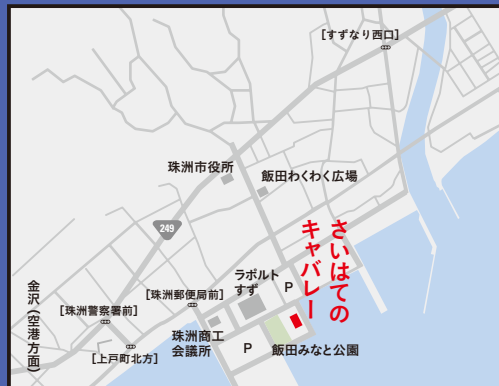 ［すずなり西口］
珠洲市役所
飯田わくわく広場
249
さいはての
キャバレー
ラポルト
すず
P
金沢（空港方面）
［珠洲郵便局前］
［珠洲警察署前］
［上戸町北方］
珠洲商工
会議所
P
飯田みなと公園